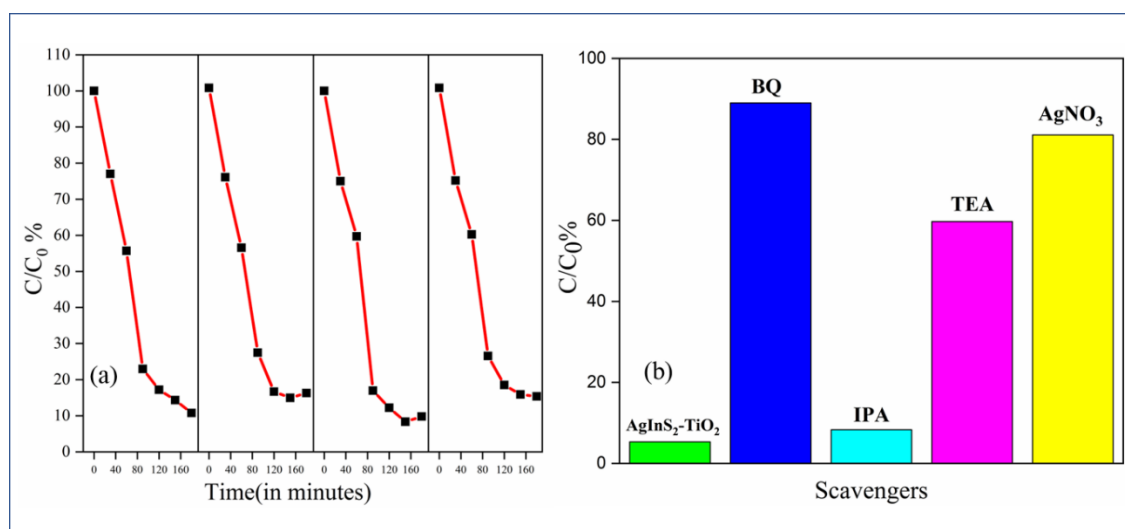 110
100
90
80
70
60
50
40
30
20
10
0
C/C₀ %
(a)
0 40 80 120 160 0 40 80 120 160 0 40 80 120 160 0 40 80 120 160
Time(in minutes)
100
80
60
40
20
0
C/C0%
BQ
AgNO₃
TEA
IPA
AgInS₂-TiO₂
(b)
Scavengers